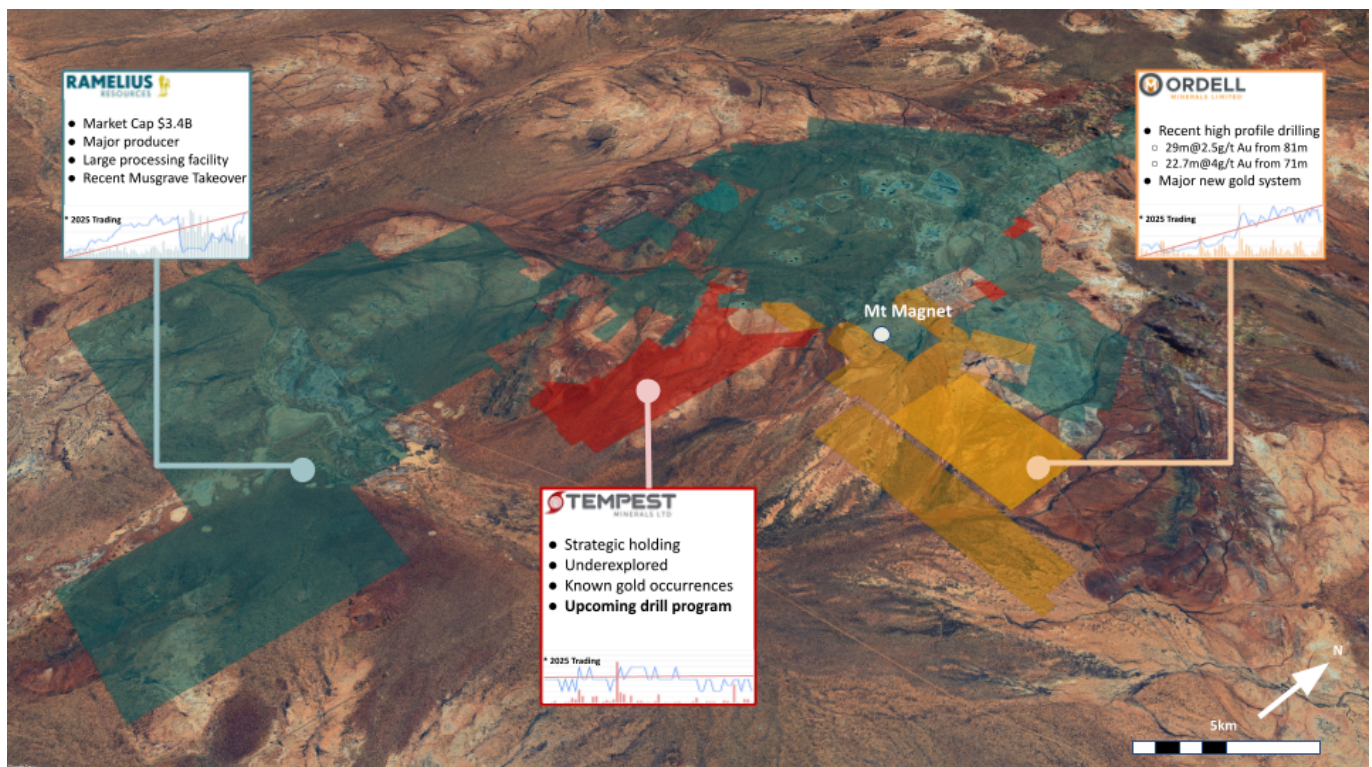 RAMELIUS
RESOURCES
● Market Cap $3.4B
● Major producer
● Large processing facility
● Recent Musgrave Takeover
* 2025 Trading
ORDELL
MINERALS LIMITED
● Recent high profile drilling
○ 29m@2.5g/t Au from 81m
○ 22.7m@4g/t Au from 71m
● Major new gold system
* 2025 Trading
Mt Magnet
TEMPEST
MINERALS LTD
● Strategic holding
● Underexplored
● Known gold occurrences
● Upcoming drill program
* 2025 Trading
N
5km